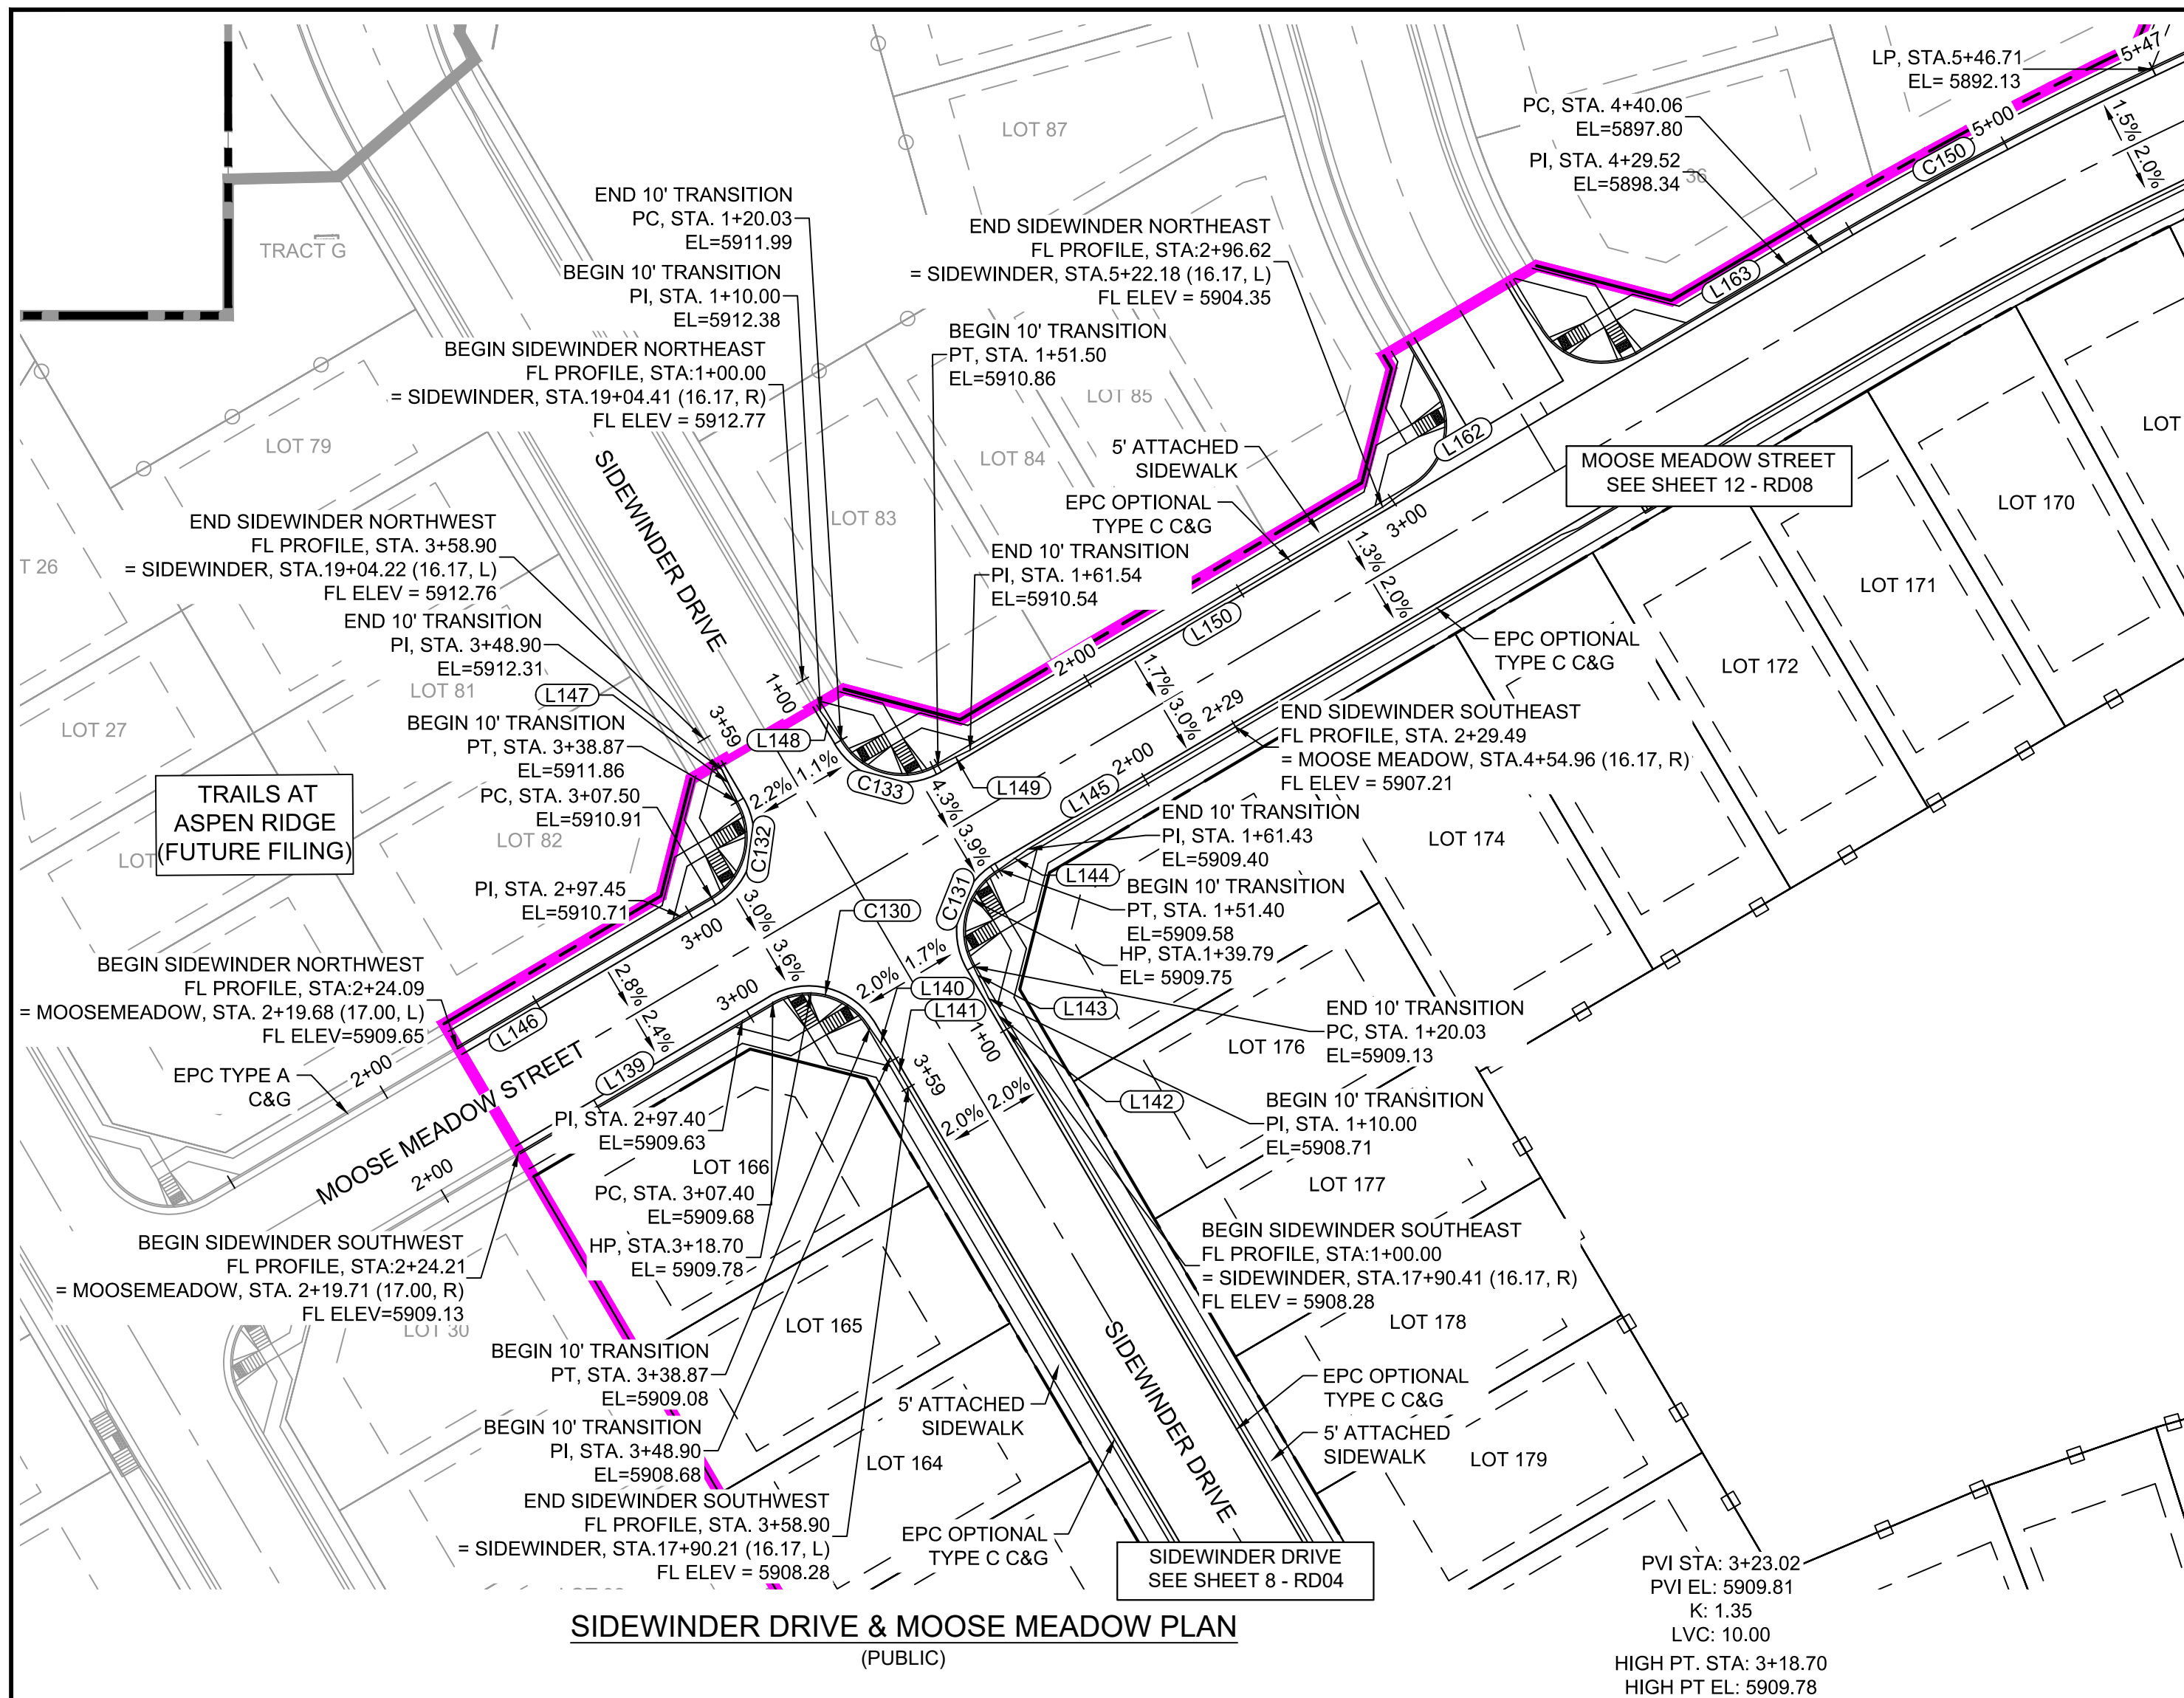 LP, STA.5+46.71
EL= 5892.13
5+47
PC, STA. 4+40.06
EL=5897.80
PI, STA. 4+29.52
EL=5898.34
36
5+00
C150
1.5%
2.0%
LOT 87
TRACT G
END 10' TRANSITION
PC, STA. 1+20.03
EL=5911.99
BEGIN 10' TRANSITION
PI, STA. 1+10.00
EL=5912.38
BEGIN SIDEWINDER NORTHEAST
FL PROFILE, STA:1+00.00
= SIDEWINDER, STA.19+04.41 (16.17, R)
FL ELEV = 5912.77
END SIDEWINDER NORTHEAST
FL PROFILE, STA:2+96.62
= SIDEWINDER, STA.5+22.18 (16.17, L)
FL ELEV = 5904.35
BEGIN 10' TRANSITION
PT, STA. 1+51.50
EL=5910.86
LOT 85
L163
L162
5' ATTACHED
SIDEWALK
EPC OPTIONAL
TYPE C C&G
END 10' TRANSITION
PI, STA. 1+61.54
EL=5910.54
LOT 79
LOT 84
LOT 83
SIDEWINDER DRIVE
MOOSE MEADOW STREET
SEE SHEET 12 - RD08
LOT
LOT 170
LOT 171
LOT 172
3+00
1.3%
2.0%
END SIDEWINDER NORTHWEST
FL PROFILE, STA. 3+58.90
= SIDEWINDER, STA.19+04.22 (16.17, L)
FL ELEV = 5912.76
T 26
END 10' TRANSITION
PI, STA. 3+48.90
EL=5912.31
LOT 81
L147
BEGIN 10' TRANSITION
PT, STA. 3+38.87
EL=5911.86
PC, STA. 3+07.50
EL=5910.91
LOT 27
TRAILS AT
ASPEN RIDGE
(FUTURE FILING)
LOT
LOT 82
PI, STA. 2+97.45
EL=5910.71
1+00
3+59
L148
2.2%
1.1%
C133
C132
L149
L150
2+00
1.7%
3.0%
2+29
2+00
L145
4.3%
3.9%
EPC OPTIONAL
TYPE C C&G
END SIDEWINDER SOUTHEAST
FL PROFILE, STA. 2+29.49
= MOOSE MEADOW, STA.4+54.96 (16.17, R)
FL ELEV = 5907.21
END 10' TRANSITION
PI, STA. 1+61.43
EL=5909.40
LOT 174
L144
BEGIN 10' TRANSITION
PT, STA. 1+51.40
EL=5909.58
HP, STA.1+39.79
EL= 5909.75
C131
C130
3.0%
3.6%
3+00
3+00
2.0%
1.7%
L140
L141
L143
1+00
3+59
L142
2.0%
2.0%
END 10' TRANSITION
PC, STA. 1+20.03
EL=5909.13
LOT 176
BEGIN 10' TRANSITION
PI, STA. 1+10.00
EL=5908.71
LOT 177
BEGIN SIDEWINDER NORTHWEST
FL PROFILE, STA:2+24.09
= MOOSEMEADOW, STA. 2+19.68 (17.00, L)
FL ELEV=5909.65
L146
2.8%
2.4%
L139
EPC TYPE A
C&G
2+00
MOOSE MEADOW STREET
2+00
PI, STA. 2+97.40
EL=5909.63
LOT 166
PC, STA. 3+07.40
EL=5909.68
HP, STA.3+18.70
EL= 5909.78
BEGIN SIDEWINDER SOUTHWEST
FL PROFILE, STA:2+24.21
= MOOSEMEADOW, STA. 2+19.71 (17.00, R)
FL ELEV=5909.13
LOT 30
BEGIN SIDEWINDER SOUTHEAST
FL PROFILE, STA:1+00.00
= SIDEWINDER, STA.17+90.41 (16.17, R)
FL ELEV = 5908.28
LOT 178
LOT 165
BEGIN 10' TRANSITION
PT, STA. 3+38.87
EL=5909.08
BEGIN 10' TRANSITION
PI, STA. 3+48.90
EL=5908.68
END SIDEWINDER SOUTHWEST
FL PROFILE, STA. 3+58.90
= SIDEWINDER, STA.17+90.21 (16.17, L)
FL ELEV = 5908.28
5' ATTACHED
SIDEWALK
LOT 164
EPC OPTIONAL
TYPE C C&G
SIDEWINDER DRIVE
EPC OPTIONAL
TYPE C C&G
5' ATTACHED
SIDEWALK
LOT 179
SIDEWINDER DRIVE
SEE SHEET 8 - RD04
PVI STA: 3+23.02
PVI EL: 5909.81
K: 1.35
LVC: 10.00
HIGH PT. STA: 3+18.70
HIGH PT EL: 5909.78
SIDEWINDER DRIVE & MOOSE MEADOW PLAN
(PUBLIC)